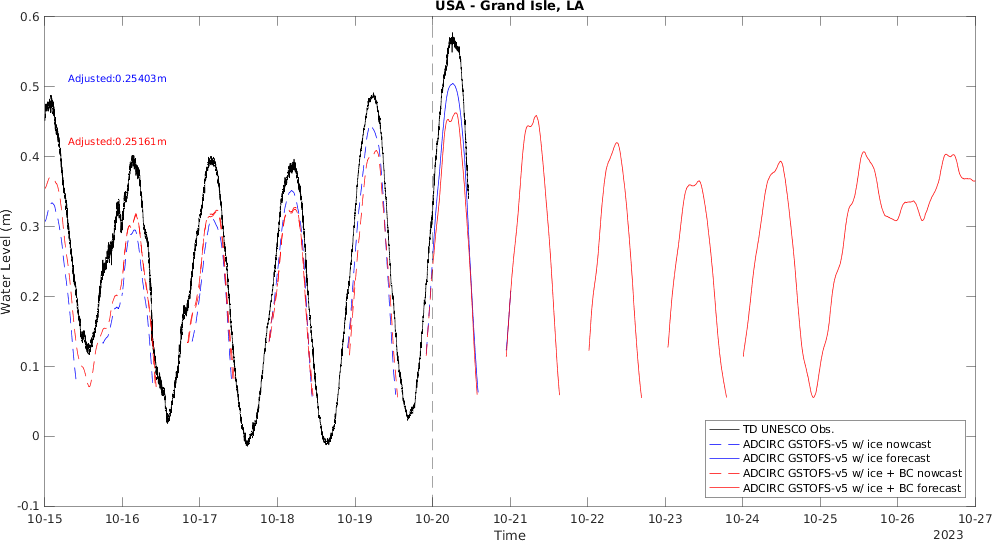 USA - Grand Isle, LA
0.6
0.5
0.4
0.3
0.2
0.1
0
-0.1
Water Level (m)
Adjusted:0.25403m
Adjusted:0.25161m
TD UNESCO Obs.
ADCIRC GSTOFS-v5 w/ ice nowcast
ADCIRC GSTOFS-v5 w/ ice forecast
ADCIRC GSTOFS-v5 w/ ice + BC nowcast
ADCIRC GSTOFS-v5 w/ ice + BC forecast
10-15 10-16 10-17 10-18 10-19 10-20 10-21 10-22 10-23 10-24 10-25 10-26 10-27
Time
2023